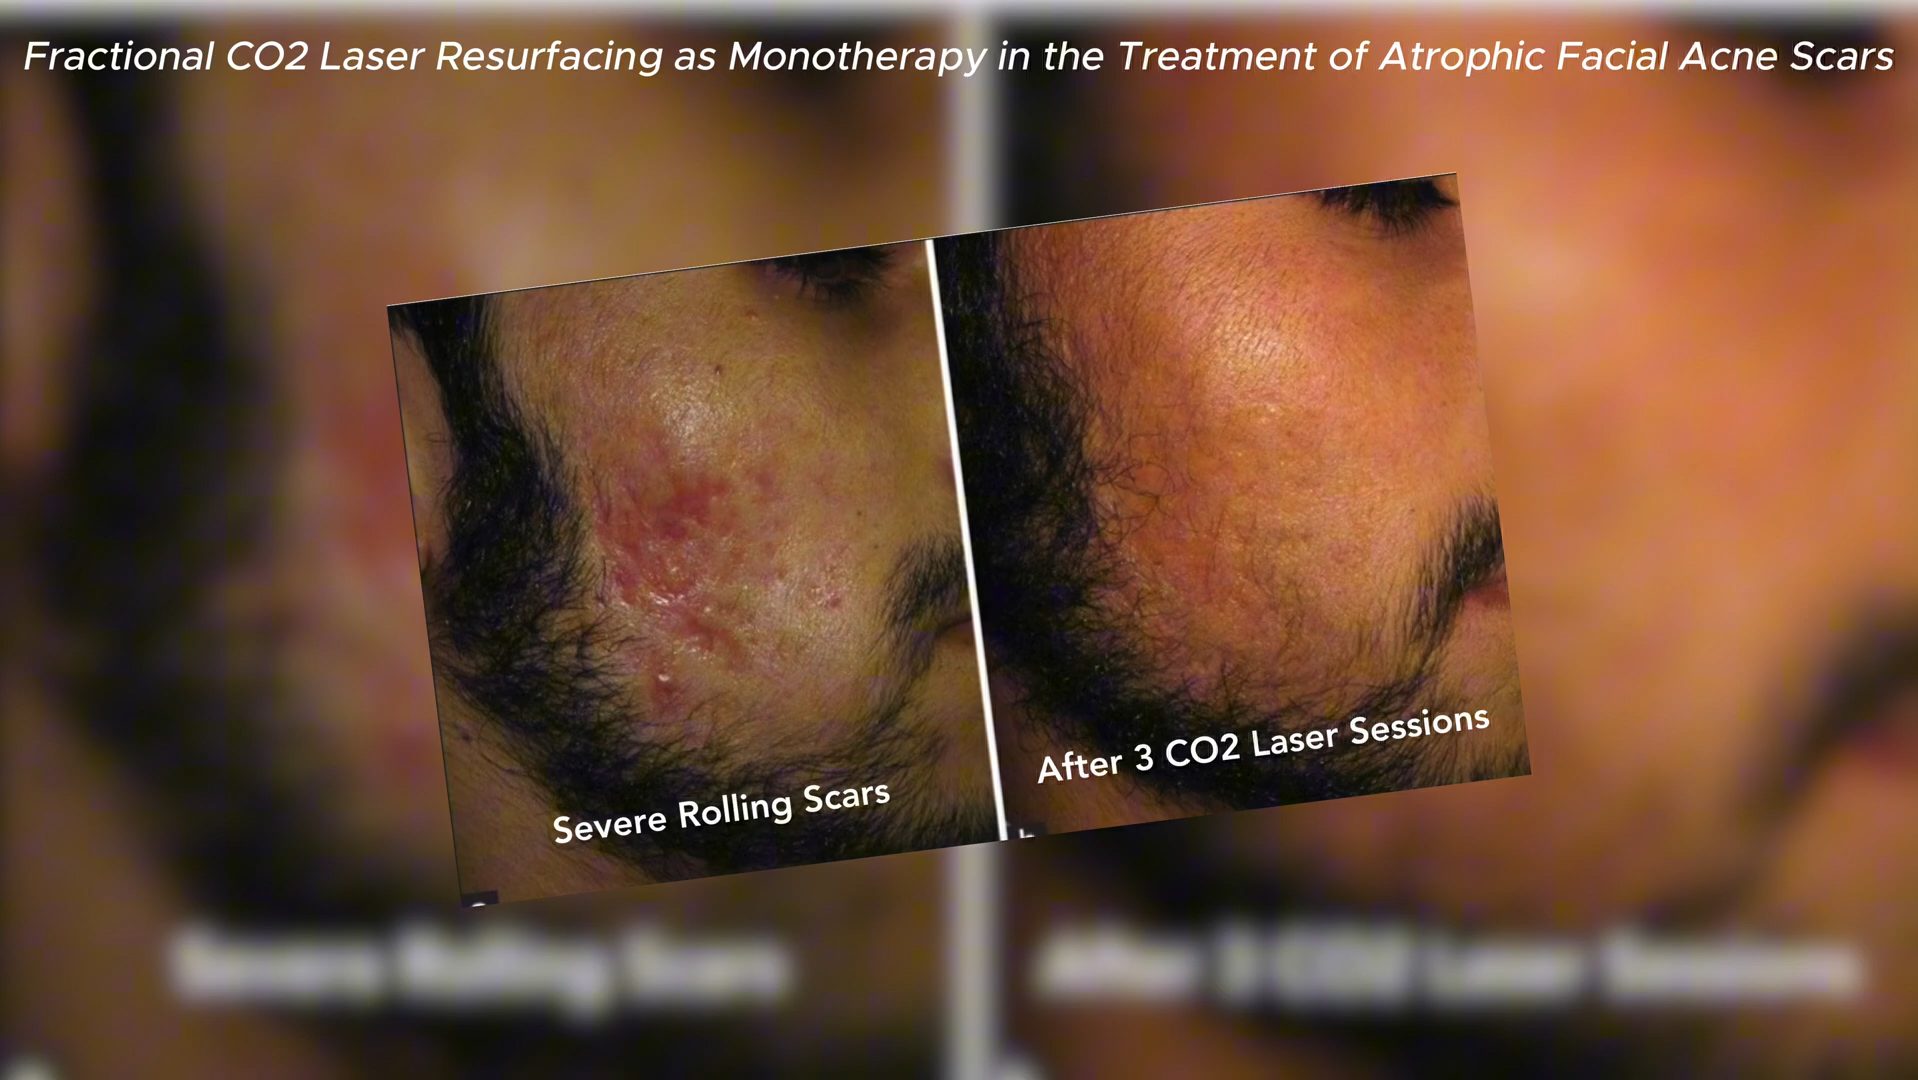 Fractional CO2 Laser Resurfacing as Monotherapy in the Treatment of Atrophic Facial Acne Scars
Severe Rolling Scars
After 3 CO2 Laser Sessions